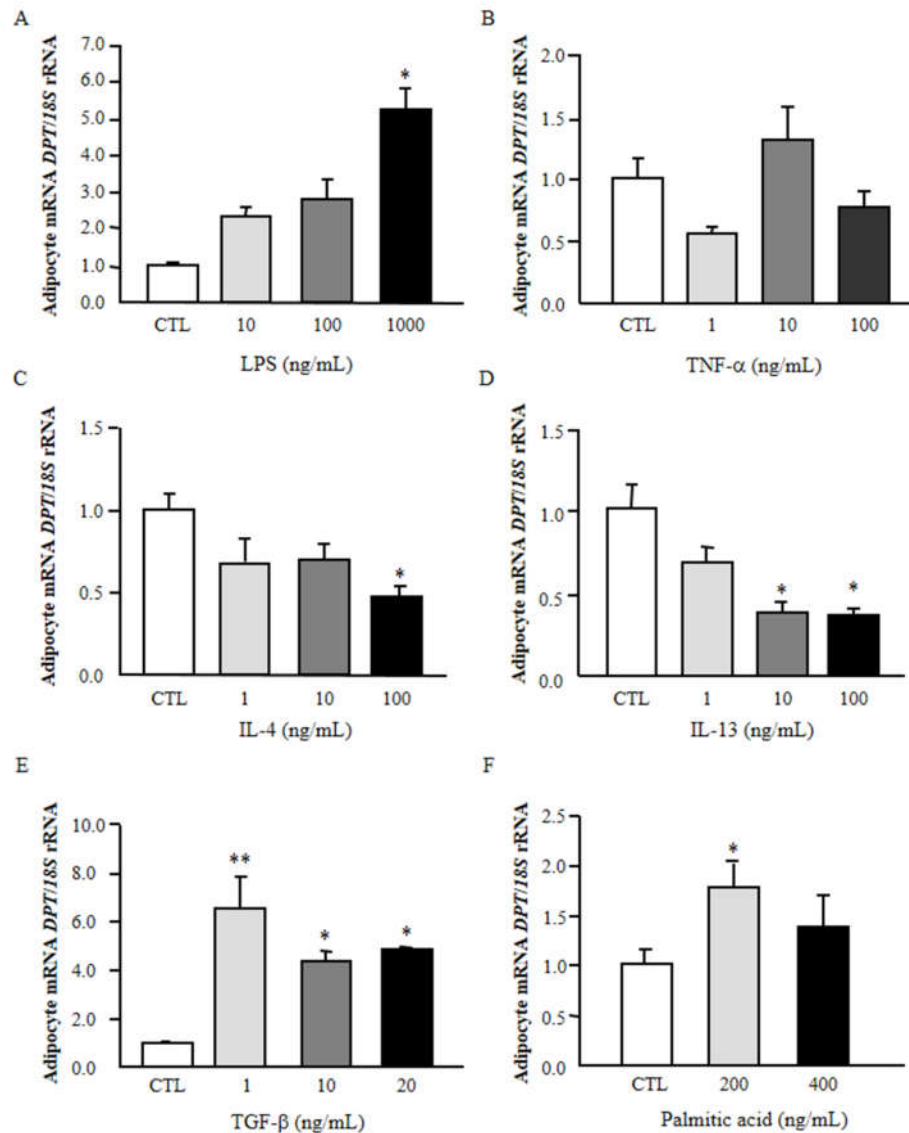 A
Adipocyte mRNA DPT/18S rRNA
7.0
6.0
5.0
4.0
3.0
2.0
1.0
0.0
*
CTL 10 100 1000
LPS (ng/mL)
B
Adipocyte mRNA DPT/18S rRNA
2.0
1.5
1.0
0.5
0.0
CTL 1 10 100
TNF-α (ng/mL)
C
Adipocyte mRNA DPT/18S rRNA
1.5
1.0
0.5
0.0
*
CTL 1 10 100
IL-4 (ng/mL)
D
Adipocyte mRNA DPT/18S rRNA
1.5
1.0
0.5
0.0
* *
CTL 1 10 100
IL-13 (ng/mL)
E
Adipocyte mRNA DPT/18S rRNA
10.0
8.0
6.0
4.0
2.0
0.0
** * *
CTL 1 10 20
TGF-β (ng/mL)
F
Adipocyte mRNA DPT/18S rRNA
2.5
2.0
1.5
1.0
0.5
0.0
*
CTL 200 400
Palmitic acid (ng/mL)